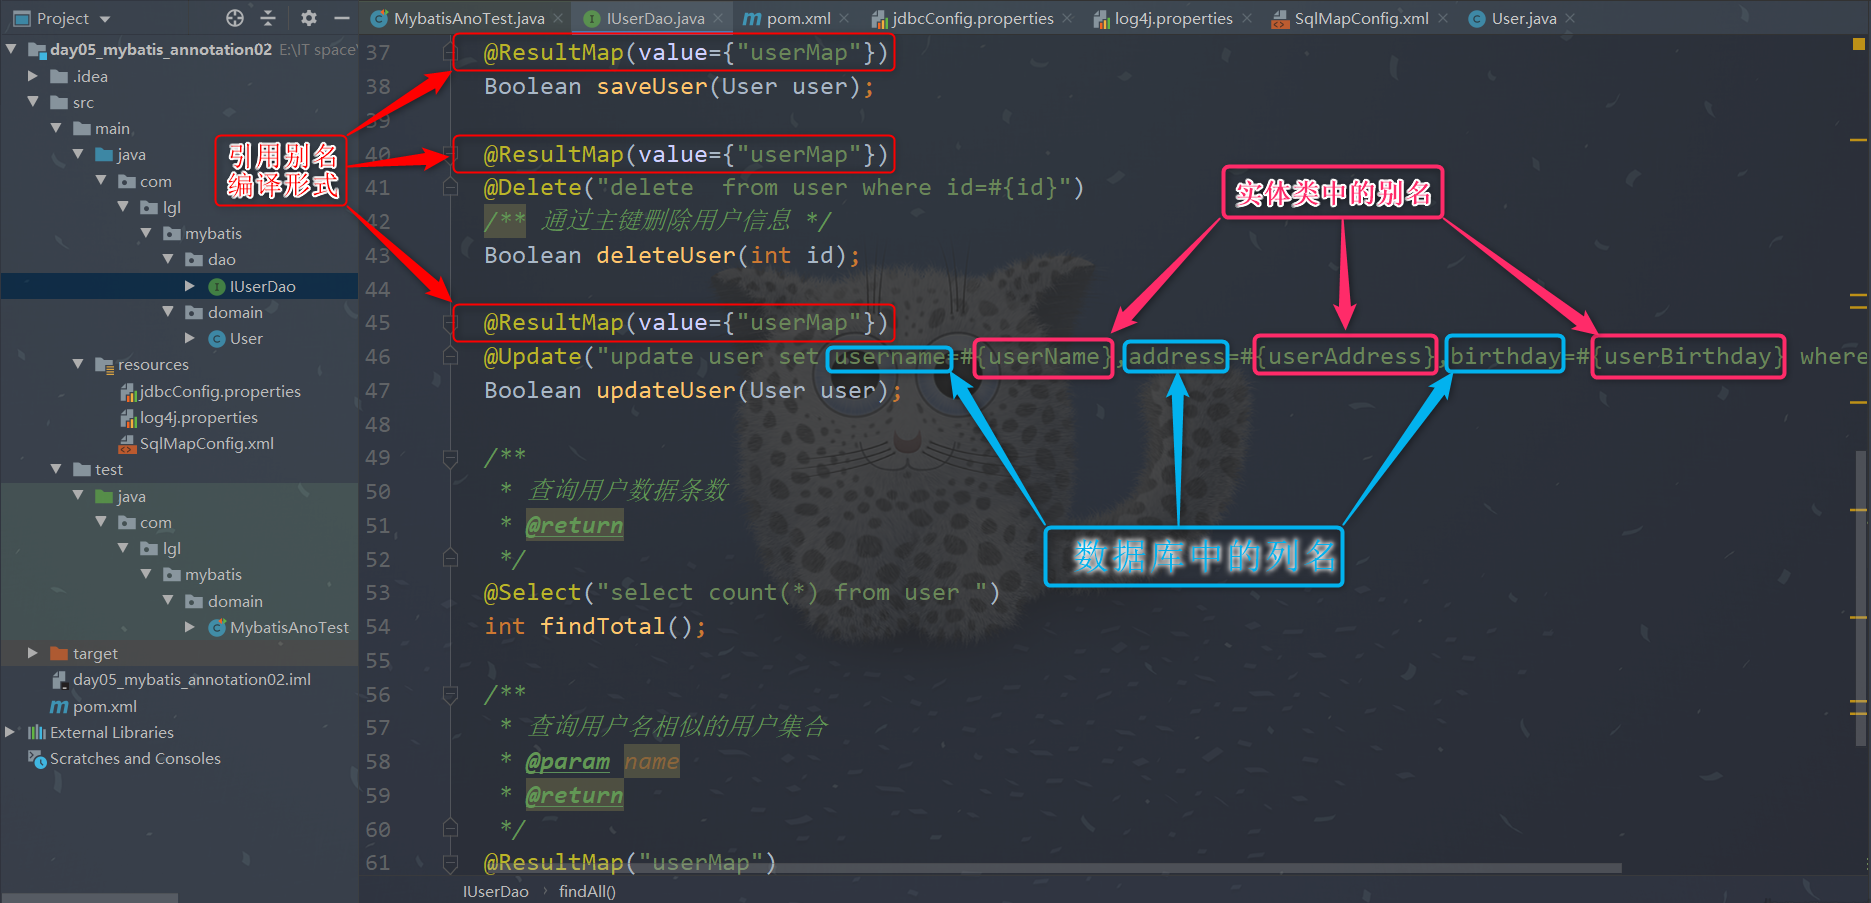 Project
MybatisAnoTest.java
IUserDao.java
pom.xml
jdbcConfig.properties
log4j.properties
SqlMapConfig.xml
User.java
day05_mybatis_annotation02 E:\IT space\
.idea
src
main
java
com
lgl
mybatis
dao
IUserDao
domain
User
resources
jdbcConfig.properties
log4j.properties
SqlMapConfig.xml
test
java
com
lgl
mybatis
domain
MybatisAnoTest
target
day05_mybatis_annotation02.iml
pom.xml
External Libraries
Scratches and Consoles
引用别名
编译形式
实体类中的别名
数据库中的列名
37 @ResultMap(value={"userMap"})
38 Boolean saveUser(User user);
39
40 @ResultMap(value={"userMap"})
41 @Delete("delete  from user where id=#{id}")
42 /** 通过主键删除用户信息 */
43 Boolean deleteUser(int id);
44
45 @ResultMap(value={"userMap"})
46 @Update("update user set username=#{userName},address=#{userAddress},birthday=#{userBirthday} where
47 Boolean updateUser(User user);
48
49 /**
50 * 查询用户数据条数
51 * @return
52 */
53 @Select("select count(*) from user ")
54 int findTotal();
55
56 /**
57 * 查询用户名相似的用户集合
58 * @param name
59 * @return
60 */
61 @ResultMap("userMap")
IUserDao › findAll()